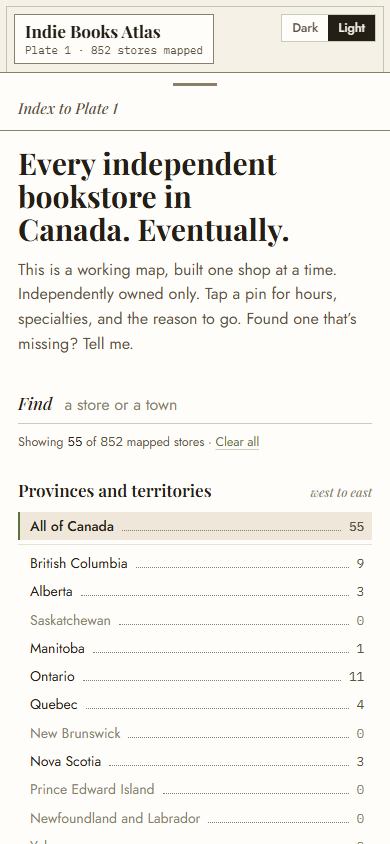 Indie Books Atlas
Plate 1 · 852 stores mapped
Dark Light
Index to Plate 1
Every independent
bookstore in
Canada. Eventually.
This is a working map, built one shop at a time.
Independently owned only. Tap a pin for hours,
specialties, and the reason to go. Found one that's
missing? Tell me.
Find a store or a town
Showing 55 of 852 mapped stores · Clear all
Provinces and territories west to east
All of Canada 55
British Columbia 9
Alberta 3
Saskatchewan 0
Manitoba 1
Ontario 11
Quebec 4
New Brunswick 0
Nova Scotia 3
Prince Edward Island 0
Newfoundland and Labrador 0